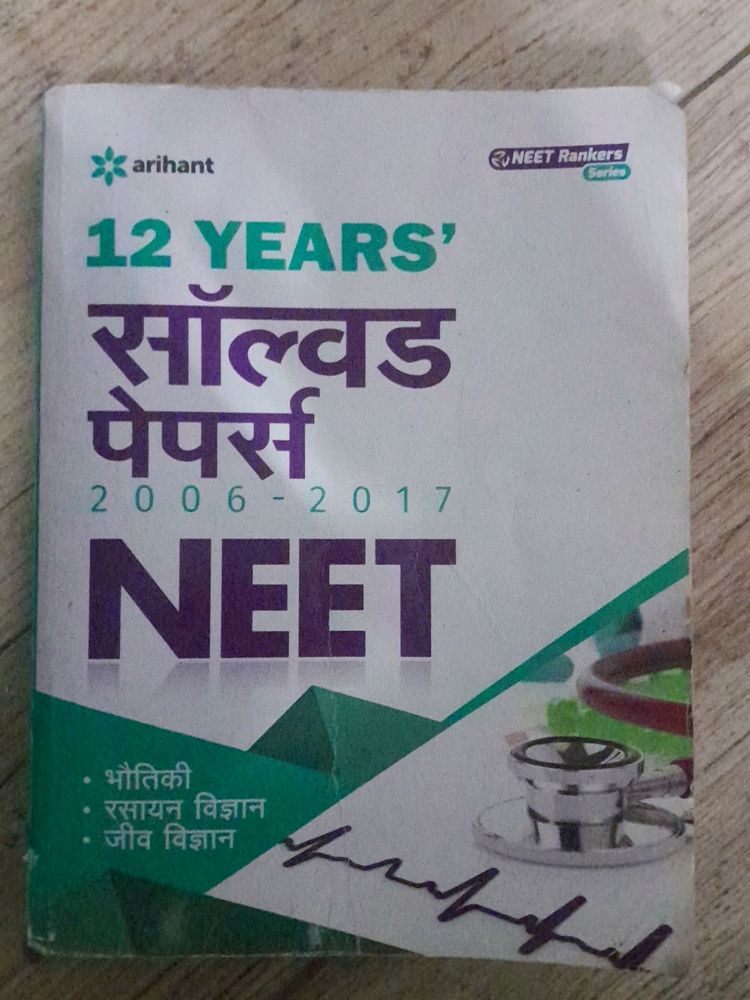 arihant
NEET Rankers
Series
12 YEARS'
सॉल्वड
पेपर्स
2006-2017
NEET
• भौतिकी
• रसायन विज्ञान
• जीव विज्ञान